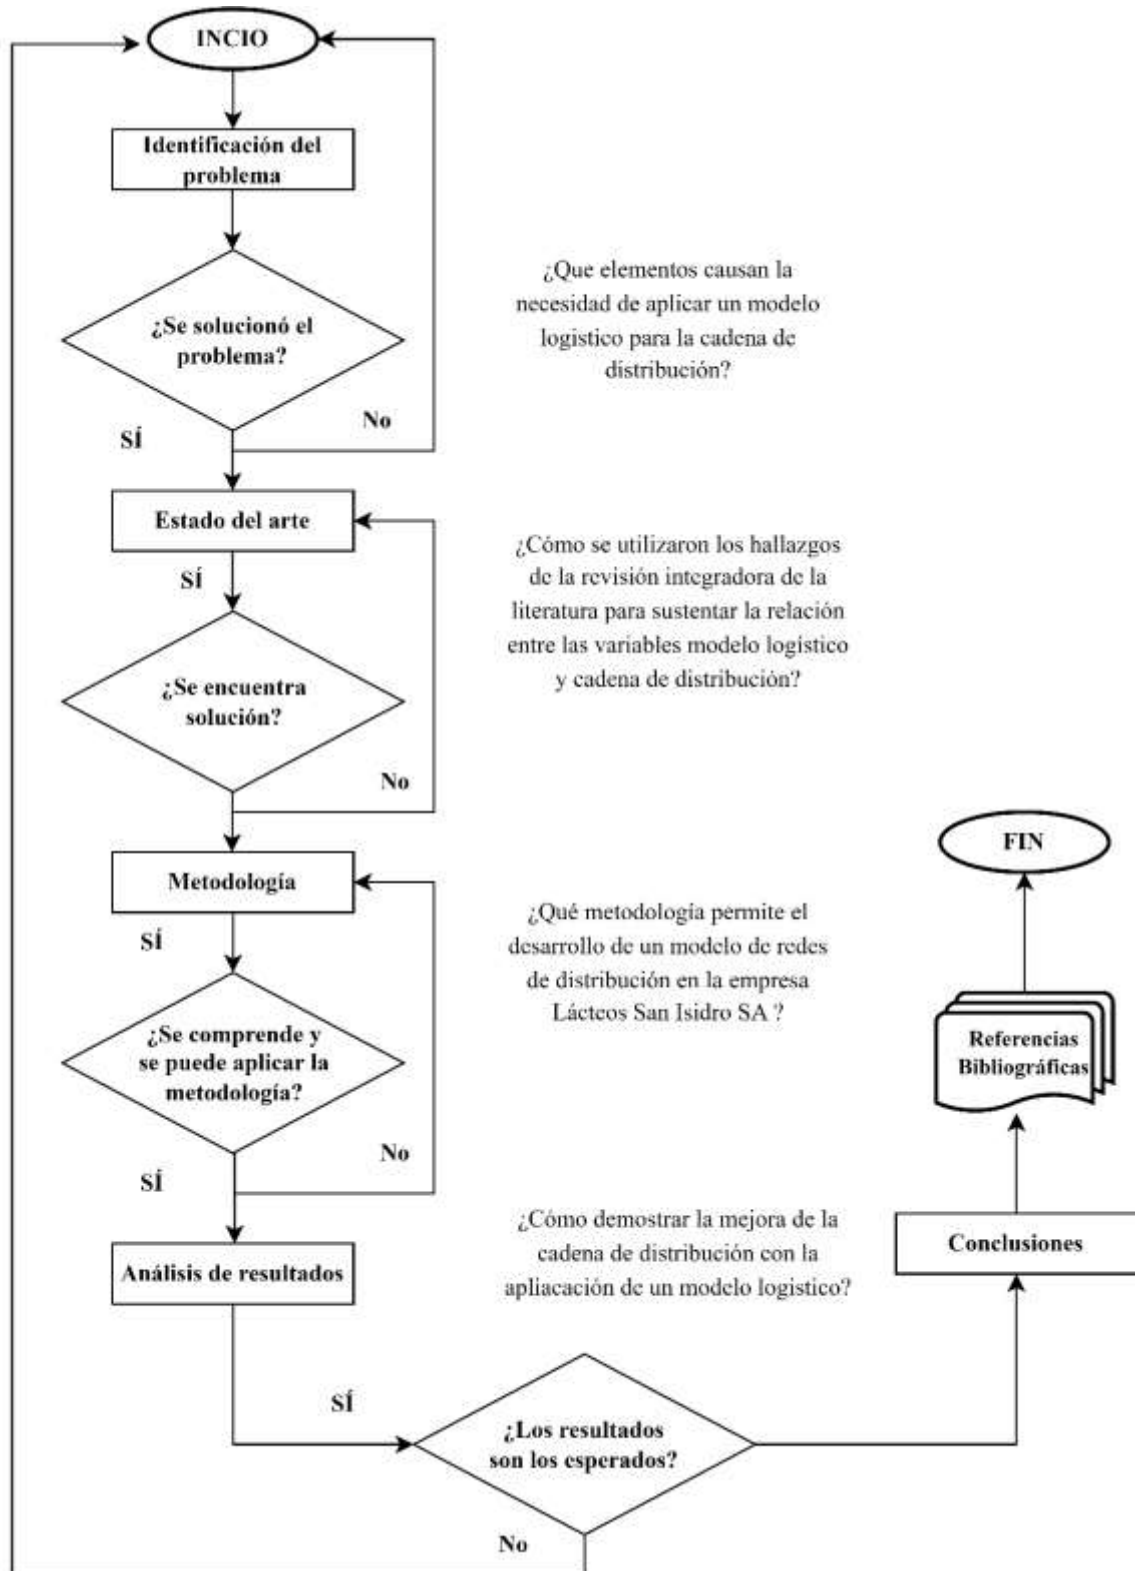 INCIO
Identificación del
problema
¿Se solucionó el
problema?
¿Que elementos causan la
necesidad de aplicar un modelo
logístico para la cadena de
distribución?
No
SÍ
Estado del arte
SÍ
¿Cómo se utilizaron los hallazgos
de la revisión integradora de la
literatura para sustentar la relación
entre las variables modelo logístico
y cadena de distribución?
¿Se encuentra
solución?
No
Metodología
SÍ
¿Qué metodología permite el
desarrollo de un modelo de redes
de distribución en la empresa
Lácteos San Isidro SA ?
¿Se comprende y
se puede aplicar la
metodología?
No
SÍ
Análisis de resultados
¿Cómo demostrar la mejora de la
cadena de distribución con la
apliacación de un modelo logistico?
SÍ
¿Los resultados
son los esperados?
No
Conclusiones
Referencias
Bibliográficas
FIN